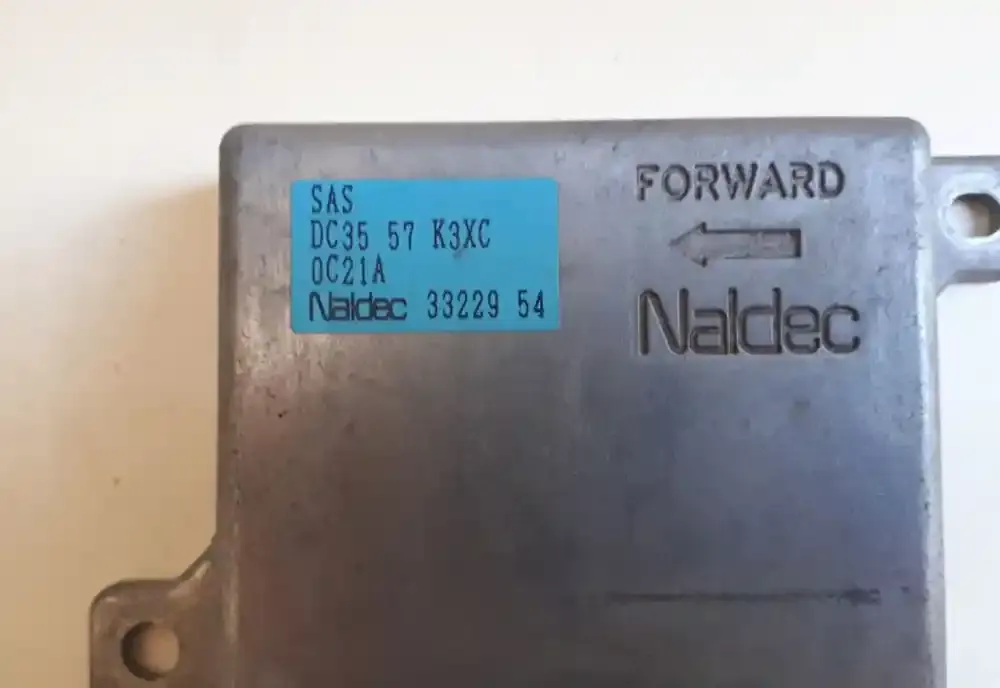 SAS
DC35 57 K3XC
0C21A
Naldec 33229 54
FORWARD
Naldec